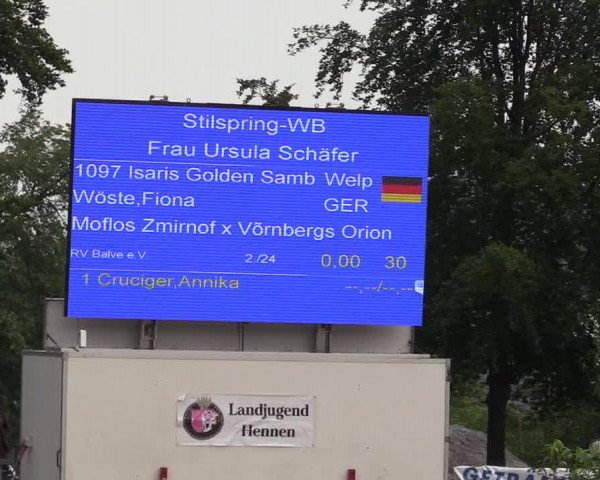 Stilspring-WB
Frau Ursula Schäfer
1097 Isaris Golden Samb Welp
Wöste,Fiona GER
Moflos Zmirnof x Võrnbergs Orion
RV Balve e.V. 2./24 0,00 30
1 Cruciger,Annika --,--/--,--
Landjugend
Hennen
GETRÄN